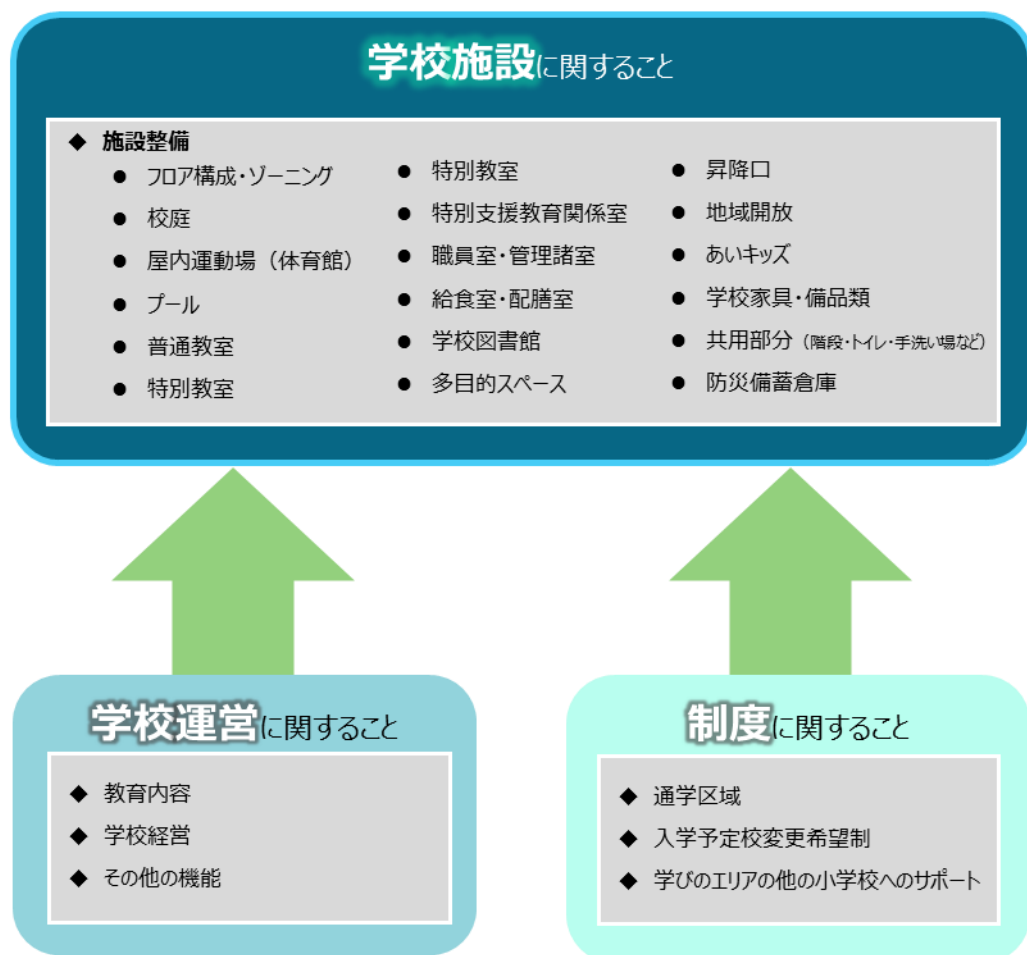 学校施設に関すること
◆ 施設整備
● フロア構成・ゾーニング
● 校庭
● 屋内運動場（体育館）
● プール
● 普通教室
● 特別教室
● 特別教室
● 特別支援教育関係室
● 職員室・管理諸室
● 給食室・配膳室
● 学校図書館
● 多目的スペース
● 昇降口
● 地域開放
● あいキッズ
● 学校家具・備品類
● 共用部分（階段・トイレ・手洗い場など）
● 防災備蓄倉庫
学校運営に関すること
◆ 教育内容
◆ 学校経営
◆ その他の機能
制度に関すること
◆ 通学区域
◆ 入学予定校変更希望制
◆ 学びのエリアの他の小学校へのサポート